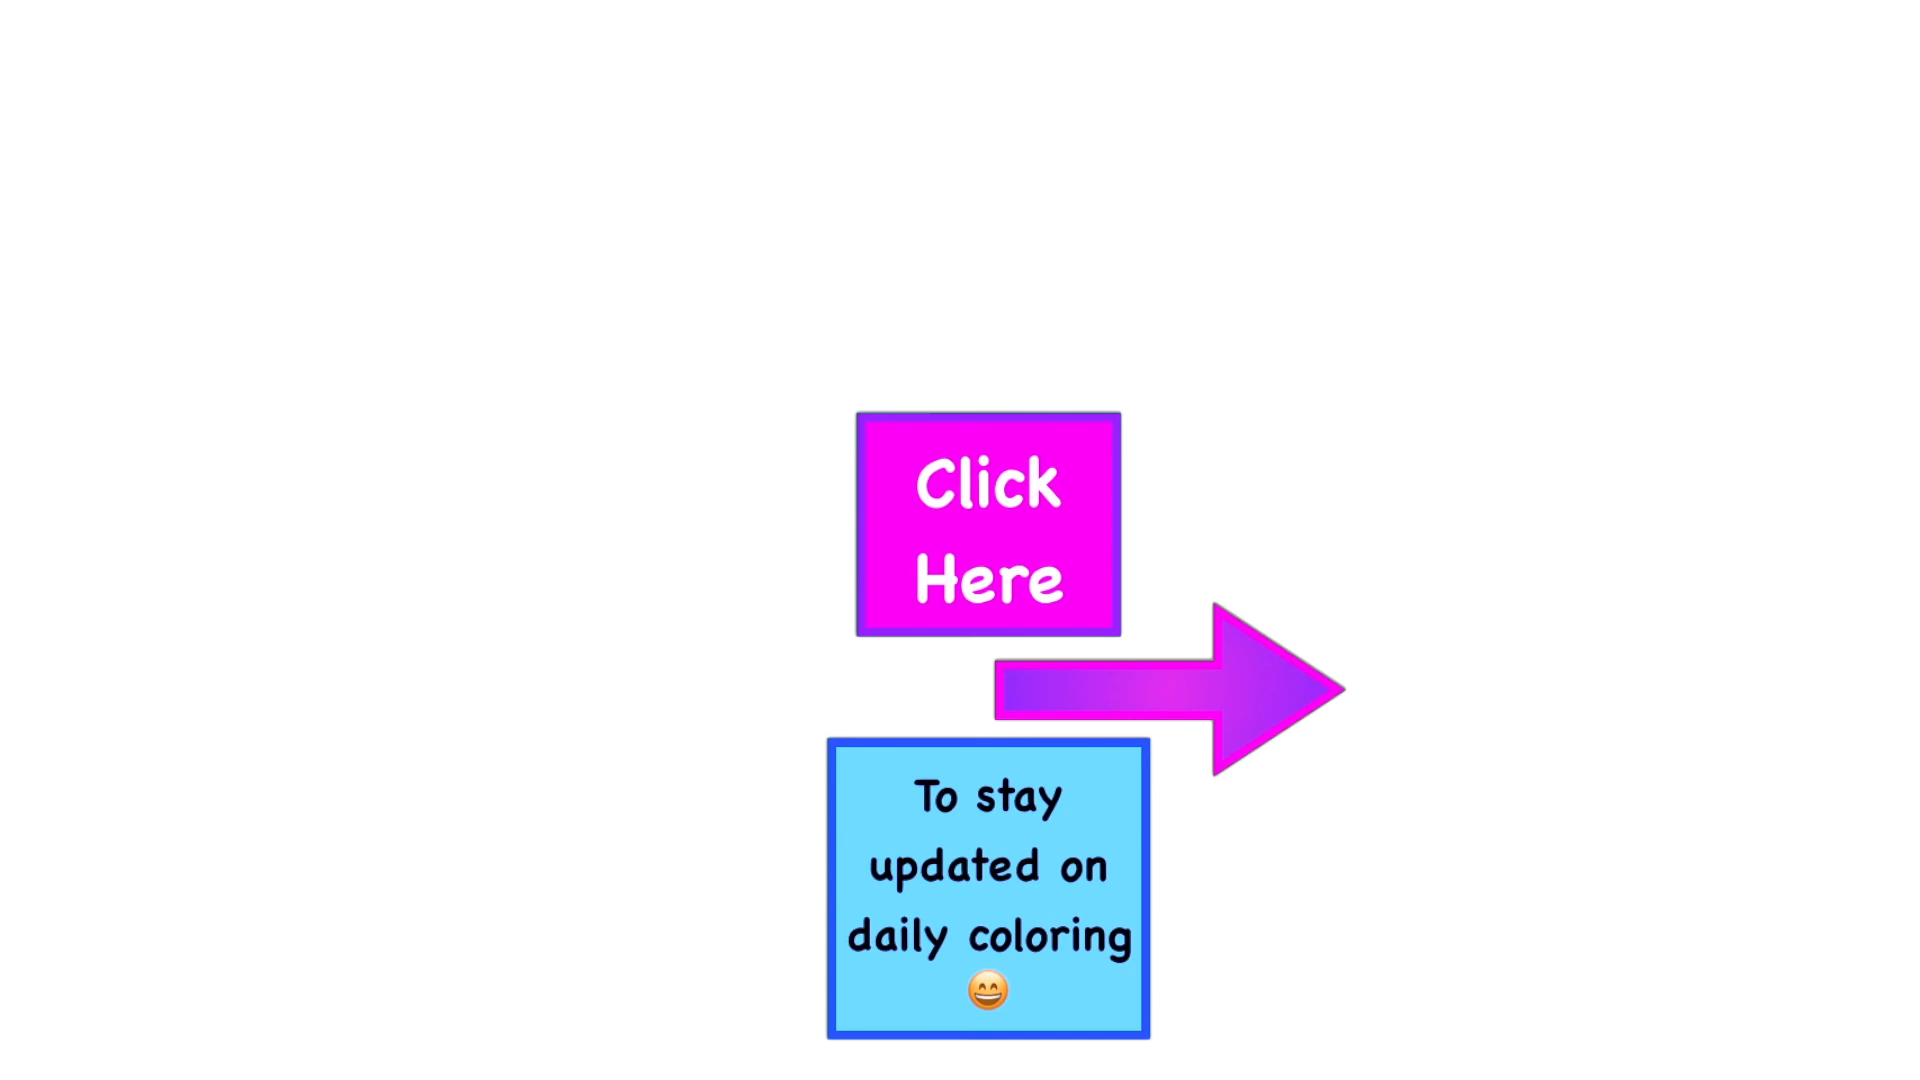 Click
Here
To stay
updated on
daily coloring
😄